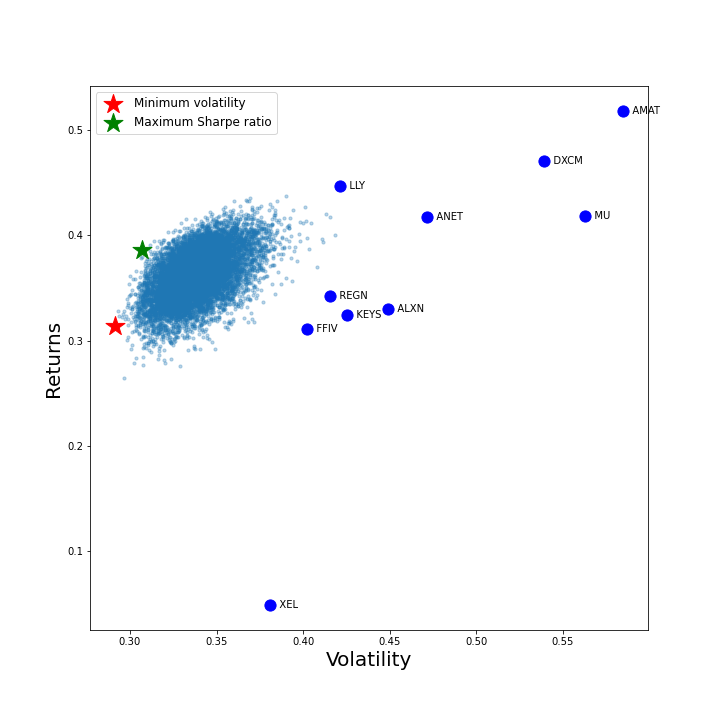 Minimum volatility
Maximum Sharpe ratio
AMAT
0.5
DXCM
LLY
ANET
MU
0.4
REGN
ALXN
KEYS
FFIV
0.3
Returns
0.2
0.1
XEL
0.30 0.35 0.40 0.45 0.50 0.55
Volatility